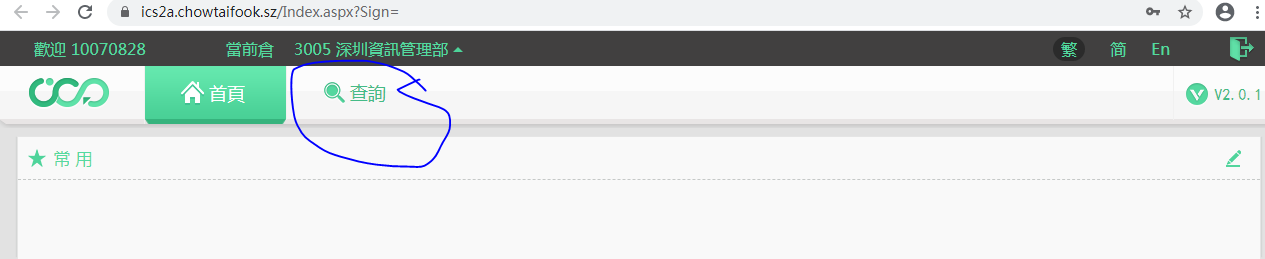 ics2a.chowtaifook.sz/Index.aspx?Sign=
歡迎 10070828 當前倉 3005 深圳資訊管理部 繁 简 En
首頁 查詢 V2.0.1
常用